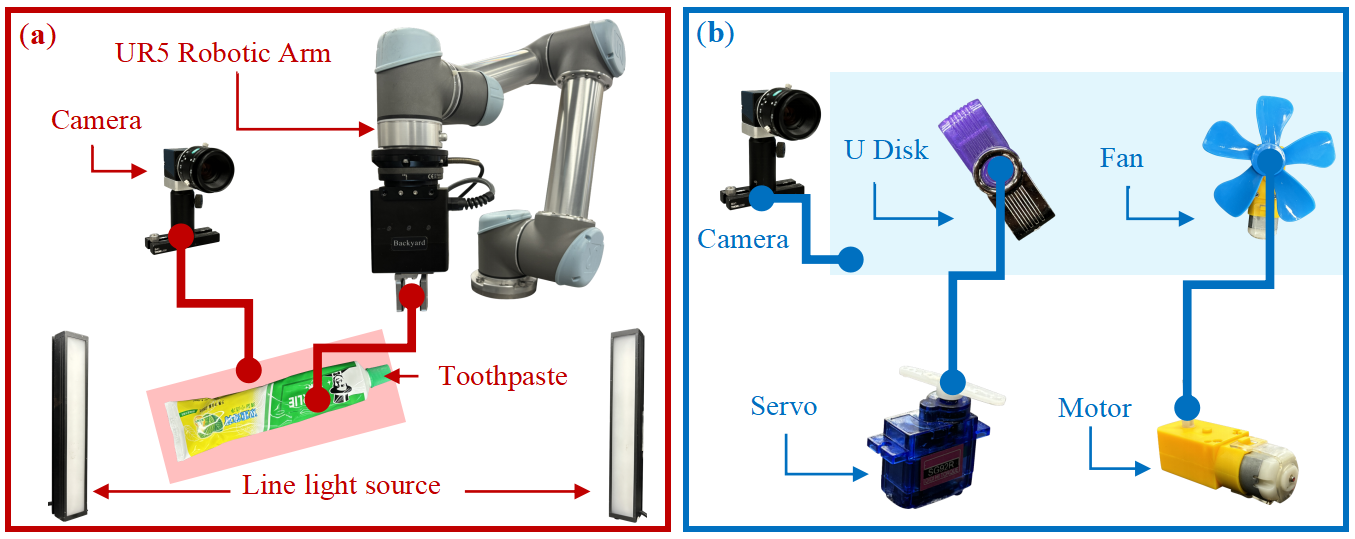 (a)
UR5 Robotic Arm
Camera
Backyard
Toothpaste
Line light source
(b)
U Disk
Fan
Camera
Servo
Motor
SG90R